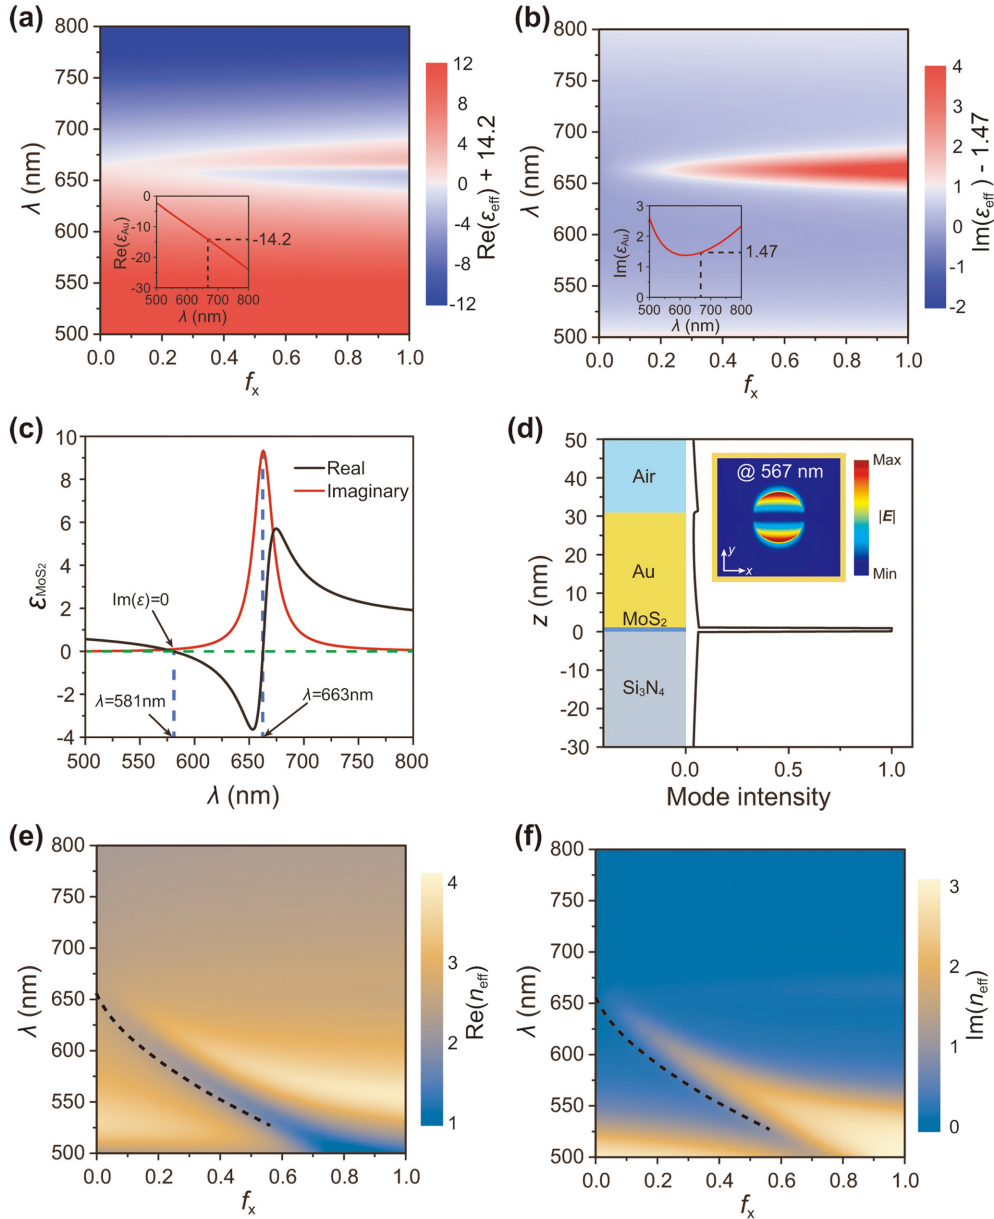 (a)
800
750
700
650
600
550
500
λ (nm)
0.0 0.2 0.4 0.6 0.8 1.0
fx
12
8
4
0
-4
-8
-12
Re(εeff) + 14.2
0
-10
-20
-30
Re(εAu)
-14.2
500 600 700 800
λ (nm)
(b)
800
750
700
650
600
550
500
λ (nm)
0.0 0.2 0.4 0.6 0.8 1.0
fx
4
3
2
1
0
-1
-2
Im(εeff) - 1.47
3
2
1
0
Im(εAu)
1.47
500 600 700 800
λ (nm)
(c)
10
8
6
4
2
0
-2
-4
εMoS2
Real
Imaginary
Im(ε)=0
λ=581nm
λ=663nm
500 550 600 650 700 750 800
λ (nm)
(d)
50
40
30
20
10
0
-10
-20
-30
z (nm)
Air
Au
MoS2
Si3N4
@ 567 nm
y
x
Max
|E|
Min
0.0 0.5 1.0
Mode intensity
(e)
800
750
700
650
600
550
500
λ (nm)
0.0 0.2 0.4 0.6 0.8 1.0
fx
4
3
2
1
Re(neff)
(f)
800
750
700
650
600
550
500
λ (nm)
0.0 0.2 0.4 0.6 0.8 1.0
fx
3
2
1
0
Im(neff)